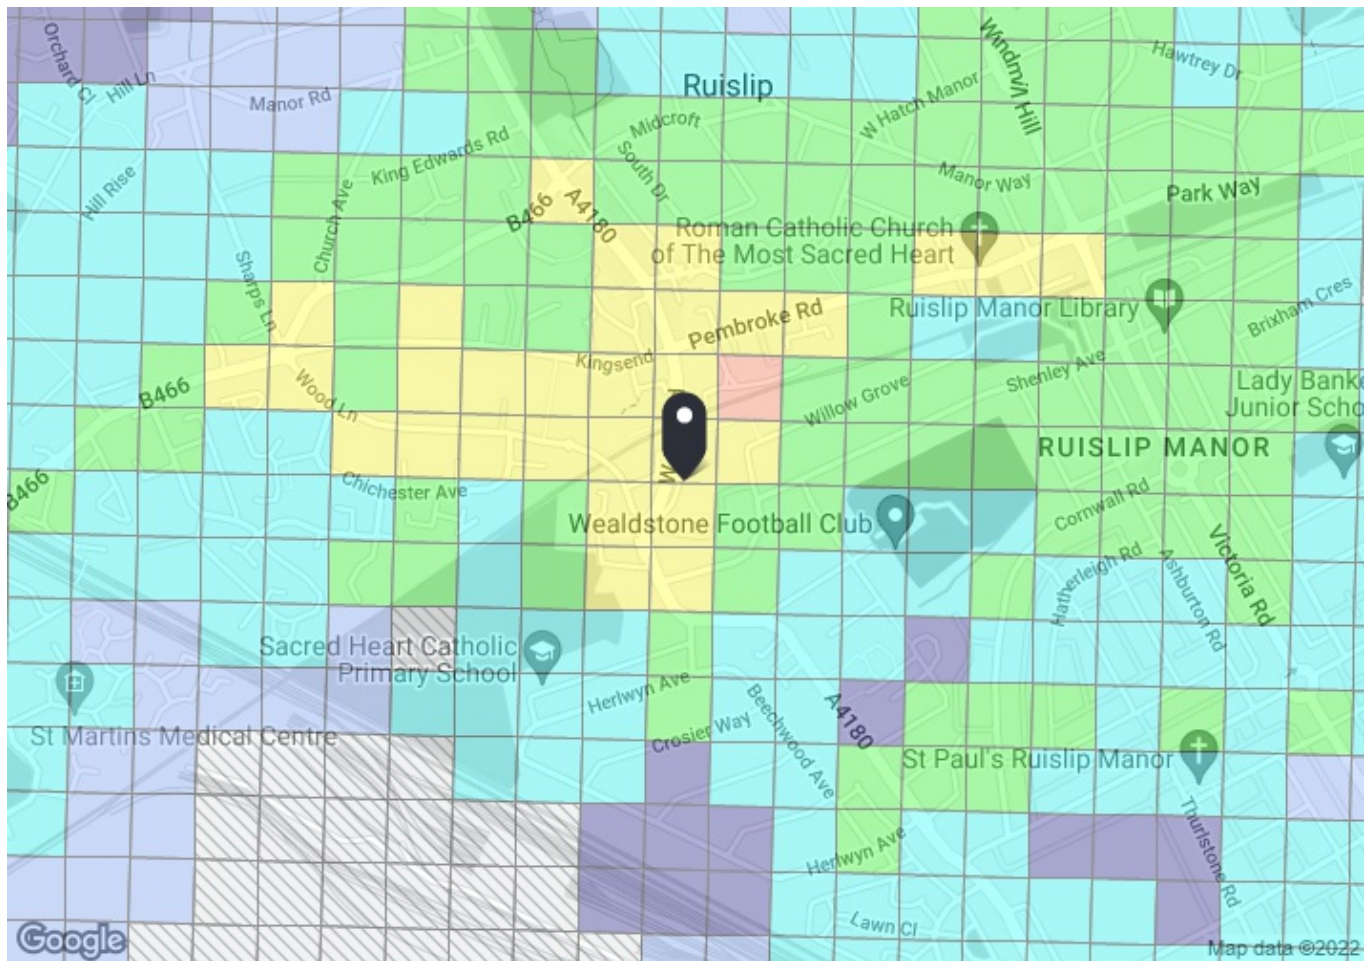 Orchard Cl
Hill Ln
Manor Rd
Ruislip
Windmill Hill
Hawtrey Dr
Midcroft
W Hatch Manor
King Edwards Rd
South Dr
Manor Way
Park Way
Hill Rise
Church Ave
B466
A4180
Roman Catholic Church
of The Most Sacred Heart
Sharps Ln
Pembroke Rd
Ruislip Manor Library
Brixham Cres
Kingsend
Shenley Ave
B466
Wood Ln
Willow Grove
Lady Banke
Junior Scho
RUISLIP MANOR
M
Chichester Ave
B466
Wealdstone Football Club
Cornwall Rd
Victoria Rd
Hatherleigh Rd
Ashburton Rd
Sacred Heart Catholic
Primary School
Herlwyn Ave
Beechwood Ave
A4180
Crosier Way
St Martins Medical Centre
St Paul's Ruislip Manor
Thurlstone Rd
Herlwyn Ave
Lawn Cl
Google
Map data ©2022